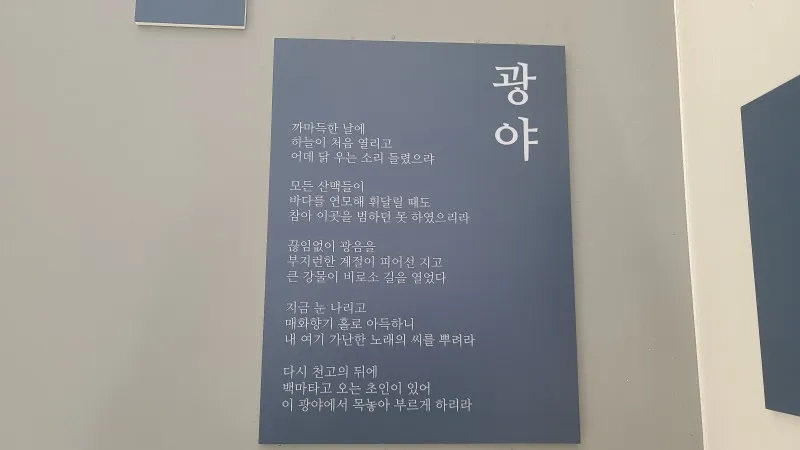 광야
까마득한 날에
하늘이 처음 열리고
어데 닭 우는 소리 들렸으랴
모든 산맥들이
바다를 연모해 휘달릴 때도
참아 이곳을 범하던 못 하였으리라
끊임없이 광음을
부지런한 계절이 피어선 지고
큰 강물이 비로소 길을 열었다
지금 눈 나리고
매화향기 홀로 아득하니
내 여기 가난한 노래의 씨를 뿌려라
다시 천고의 뒤에
백마타고 오는 초인이 있어
이 광야에서 목놓아 부르게 하리라